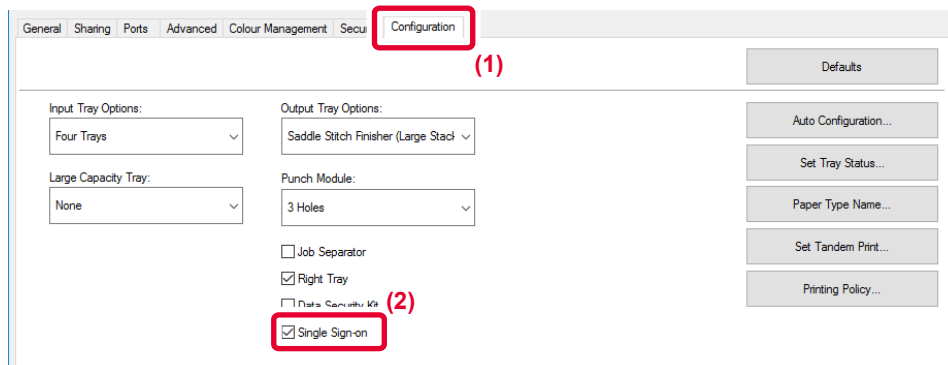 General Sharing Ports Advanced Colour Management Secu Configuration
(1)
Defaults
Input Tray Options:
Four Trays
Output Tray Options:
Saddle Stitch Finisher (Large Stack
Large Capacity Tray:
None
Punch Module:
3 Holes
Job Separator
Right Tray
Data Security Kit
(2)
Single Sign-on
Auto Configuration...
Set Tray Status...
Paper Type Name...
Set Tandem Print...
Printing Policy...